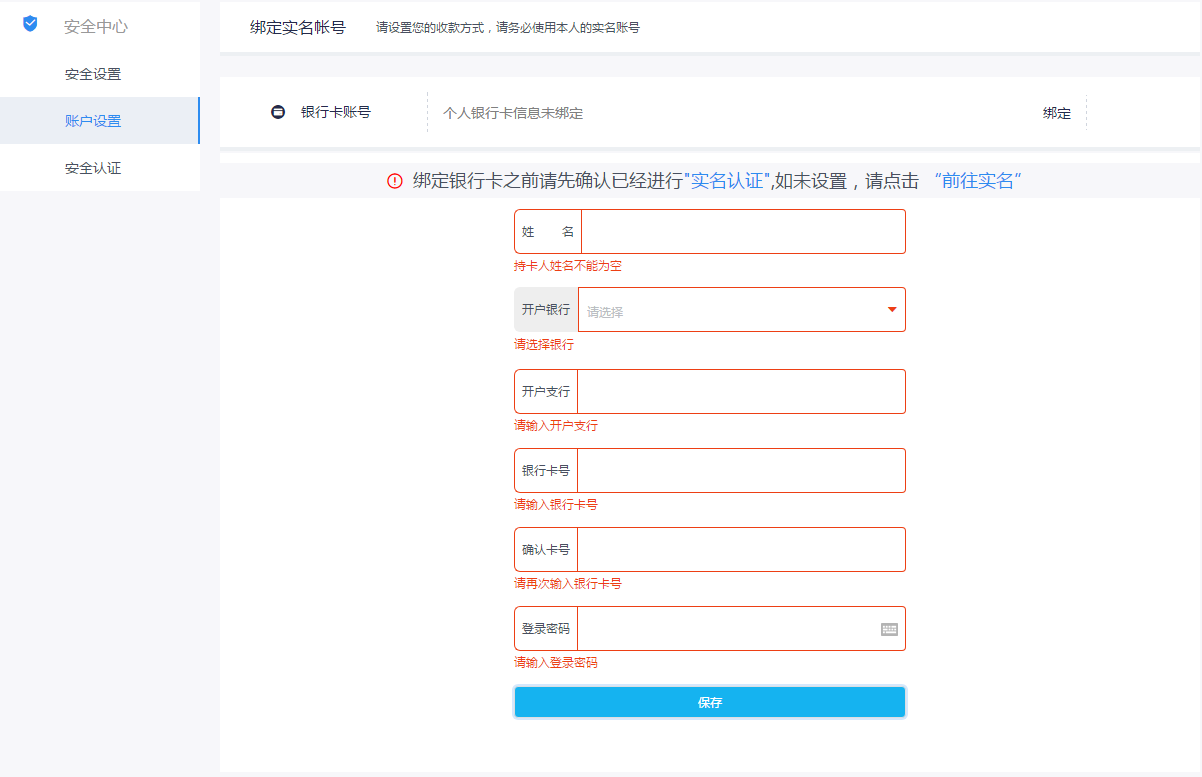 安全中心
安全设置
账户设置
安全认证
绑定实名帐号 请设置您的收款方式，请务必使用本人的实名账号
银行卡账号 个人银行卡信息未绑定 绑定
绑定银行卡之前请先确认已经进行"实名认证",如未设置，请点击 “前往实名”
姓 名
持卡人姓名不能为空
开户银行 请选择
请选择银行
开户支行
请输入开户支行
银行卡号
请输入银行卡号
确认卡号
请再次输入银行卡号
登录密码
请输入登录密码
保存